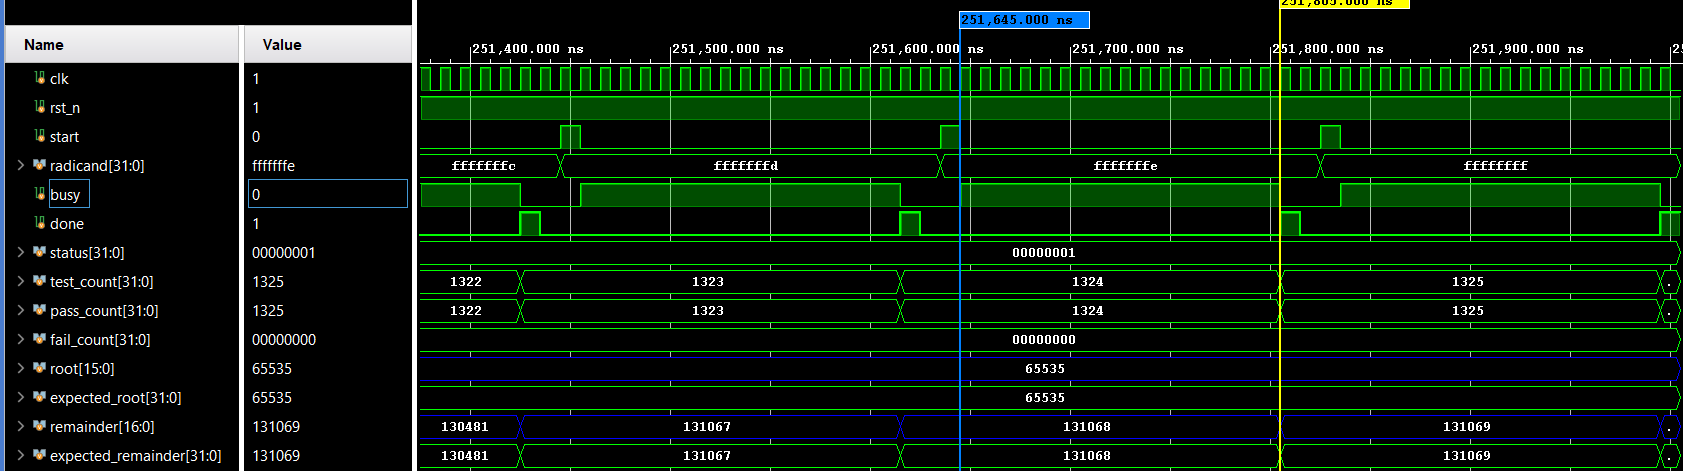 251,805.000 ns
251,645.000 ns
Name Value 251,400.000 ns 251,500.000 ns 251,600.000 ns 251,700.000 ns 251,800.000 ns 251,900.000 ns
clk 1
rst_n 1
start 0
radicand[31:0] fffffffe fffffffc fffffffd fffffffe ffffffff
busy 0
done 1
status[31:0] 00000001 00000001
test_count[31:0] 1325 1322 1323 1324 1325 .
pass_count[31:0] 1325 1322 1323 1324 1325 .
fail_count[31:0] 00000000 00000000
root[15:0] 65535 65535
expected_root[31:0] 65535 65535
remainder[16:0] 131069 130481 131067 131068 131069 .
expected_remainder[31:0] 131069 130481 131067 131068 131069 .